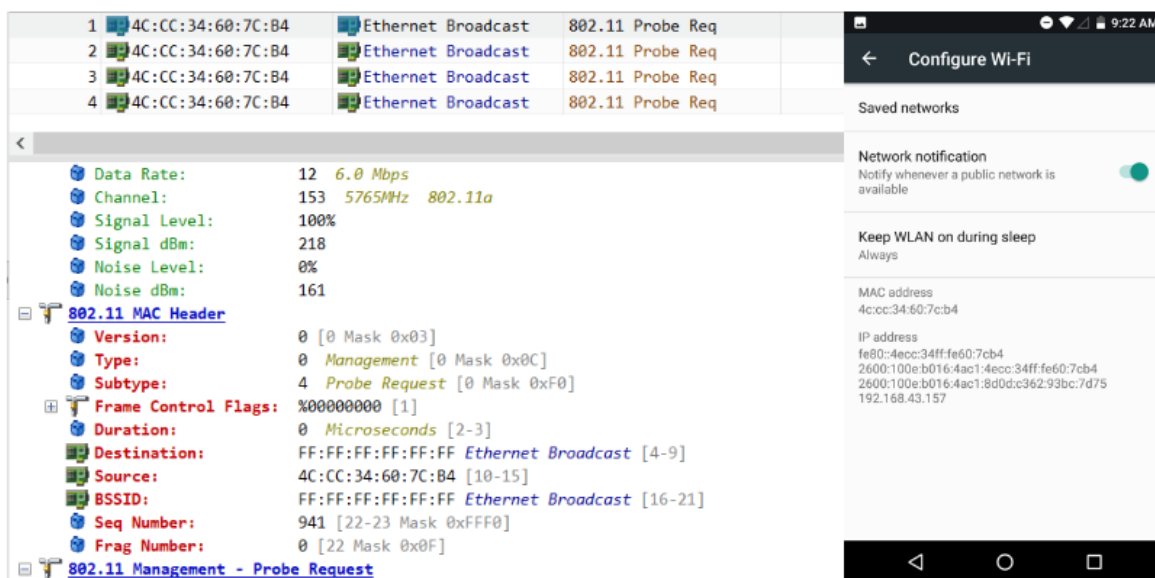 1 4C:CC:34:60:7C:B4 Ethernet Broadcast 802.11 Probe Req
2 4C:CC:34:60:7C:B4 Ethernet Broadcast 802.11 Probe Req
3 4C:CC:34:60:7C:B4 Ethernet Broadcast 802.11 Probe Req
4 4C:CC:34:60:7C:B4 Ethernet Broadcast 802.11 Probe Req
Data Rate: 12 6.0 Mbps
Channel: 153 5765MHz 802.11a
Signal Level: 100%
Signal dBm: 218
Noise Level: 0%
Noise dBm: 161
802.11 MAC Header
Version: 0 [0 Mask 0x03]
Type: 0 Management [0 Mask 0x0C]
Subtype: 4 Probe Request [0 Mask 0xF0]
Frame Control Flags: %00000000 [1]
Duration: 0 Microseconds [2-3]
Destination: FF:FF:FF:FF:FF:FF Ethernet Broadcast [4-9]
Source: 4C:CC:34:60:7C:B4 [10-15]
BSSID: FF:FF:FF:FF:FF:FF Ethernet Broadcast [16-21]
Seq Number: 941 [22-23 Mask 0xFFF0]
Frag Number: 0 [22 Mask 0x0F]
802.11 Management - Probe Request
9:22 AM
Configure Wi-Fi
Saved networks
Network notification
Notify whenever a public network is
available
Keep WLAN on during sleep
Always
MAC address
4c:cc:34:60:7c:b4
IP address
fe80::4ecc:34ff:fe60:7cb4
2600:100e:b016:4ac1:4ecc:34ff:fe60:7cb4
2600:100e:b016:4ac1:8d0d:c362:93bc:7d75
192.168.43.157